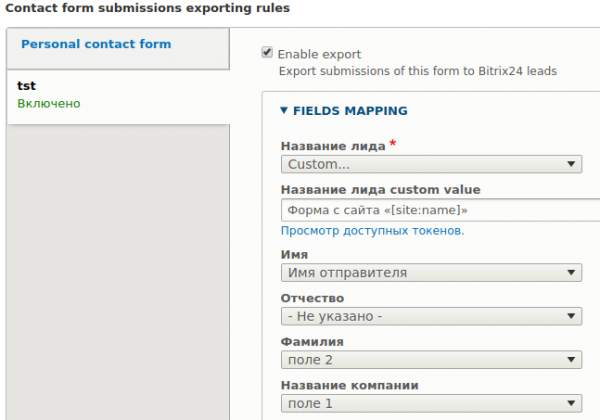 Contact form submissions exporting rules
Personal contact form
tst
Включено
Enable export
Export submissions of this form to Bitrix24 leads
FIELDS MAPPING
Название лида *
Custom...
Название лида custom value
Форма с сайта «[site:name]»
Просмотр доступных токенов.
Имя
Имя отправителя
Отчество
- Не указано -
Фамилия
поле 2
Название компании
поле 1